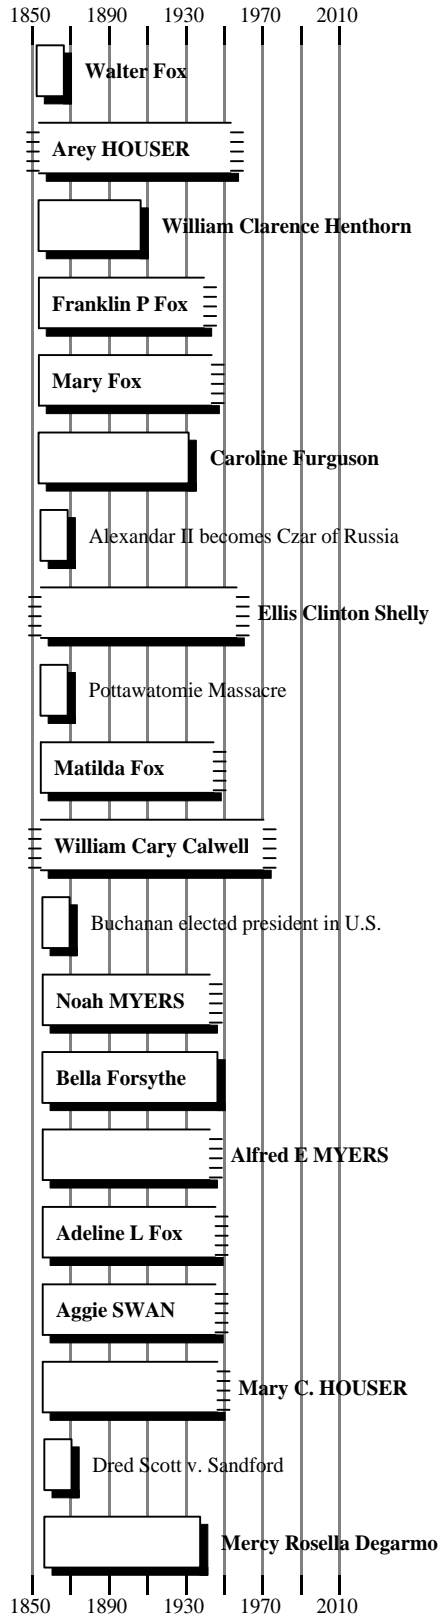 1850 1890 1930 1970 2010
Walter Fox
Arey HOUSER
William Clarence Henthorn
Franklin P Fox
Mary Fox
Caroline Furguson
Alexandar II becomes Czar of Russia
Ellis Clinton Shelly
Pottawatomie Massacre
Matilda Fox
William Cary Calwell
Buchanan elected president in U.S.
Noah MYERS
Bella Forsythe
Alfred E MYERS
Adeline L Fox
Aggie SWAN
Mary C. HOUSER
Dred Scott v. Sandford
Mercy Rosella Degarmo
1850 1890 1930 1970 2010